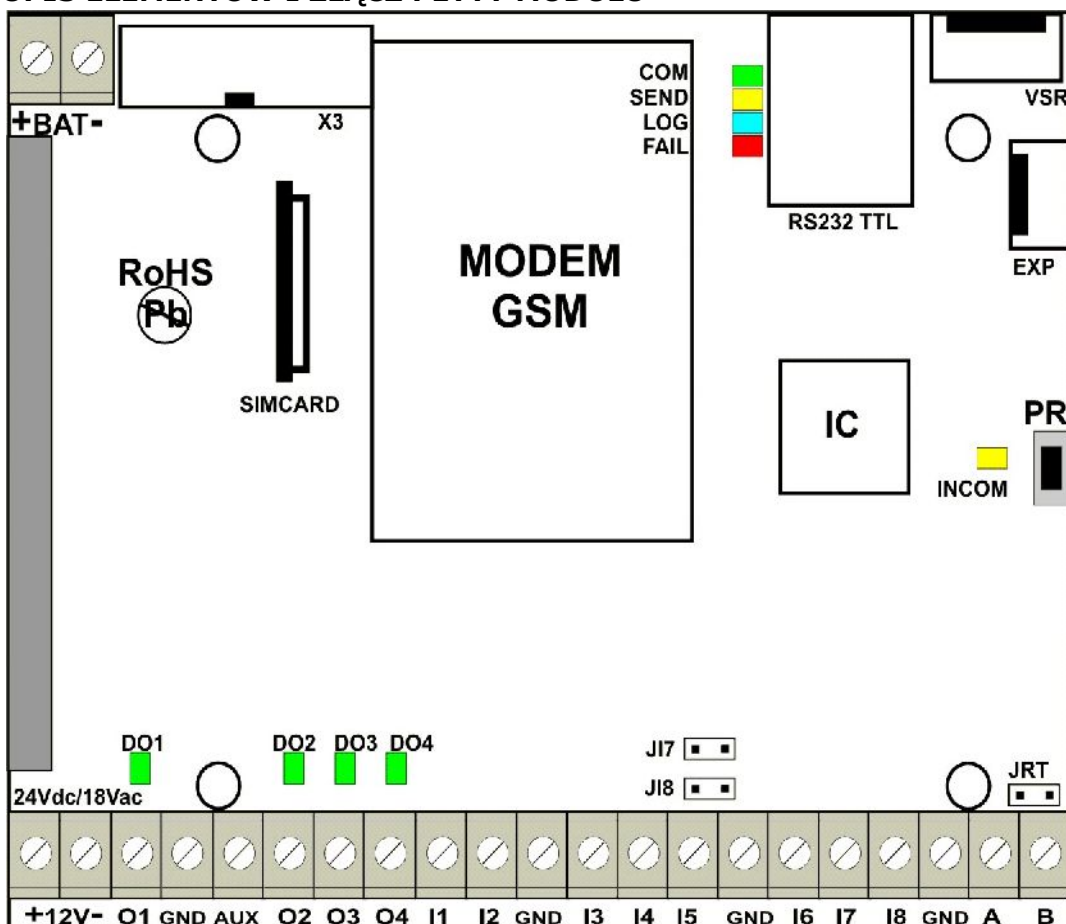 COM
SEND
+BAT-
X3
LOG
VSR
FAIL
RS232 TTL
RoHS
Pb
MODEM
GSM
EXP
SIMCARD
IC
PR
INCOM
DO1 DO2 DO3 DO4
JI7
JI8
JRT
24Vdc/18Vac
+12V- O1 GND AUX O2 O3 O4 I1 I2 GND I3 I4 I5 GND I6 I7 I8 GND A B